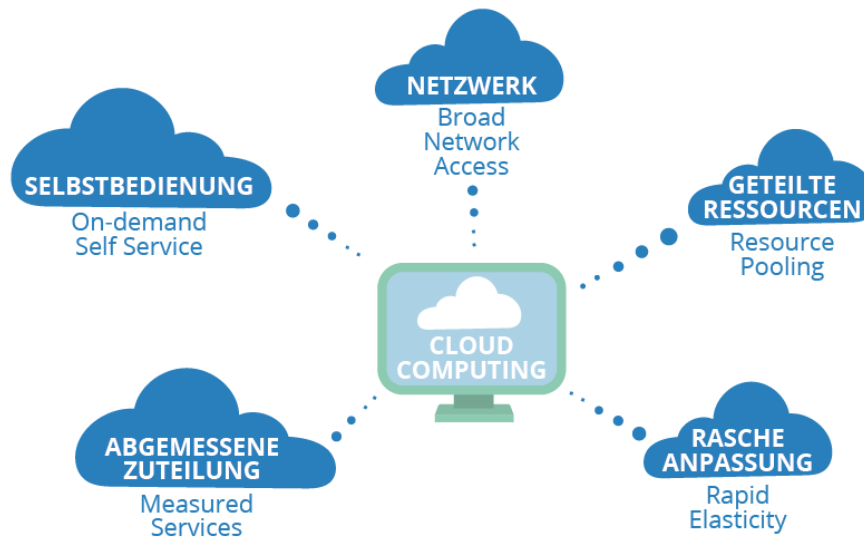 NETZWERK
Broad
Network
Access
SELBSTBEDIENUNG
On-demand
Self Service
GETEILTE
RESSOURCEN
Resource
Pooling
CLOUD
COMPUTING
ABGEMESSENE
ZUTEILUNG
Measured
Services
RASCHE
ANPASSUNG
Rapid
Elasticity